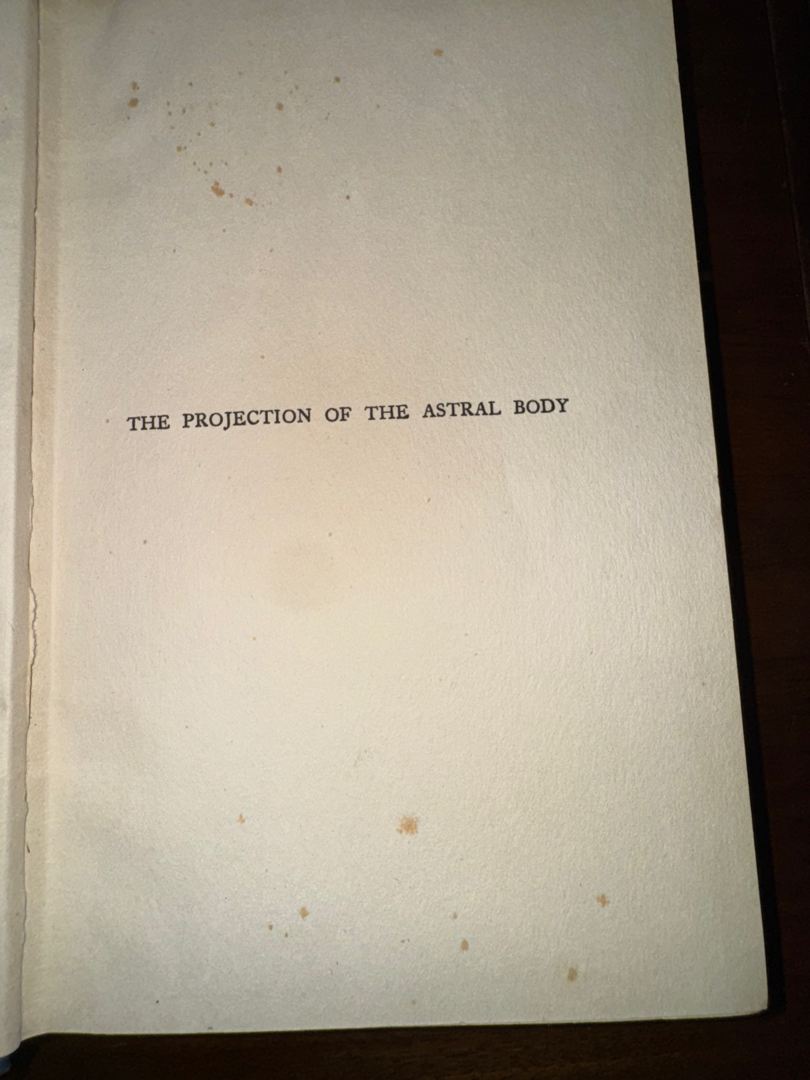 THE PROJECTION OF THE ASTRAL BODY